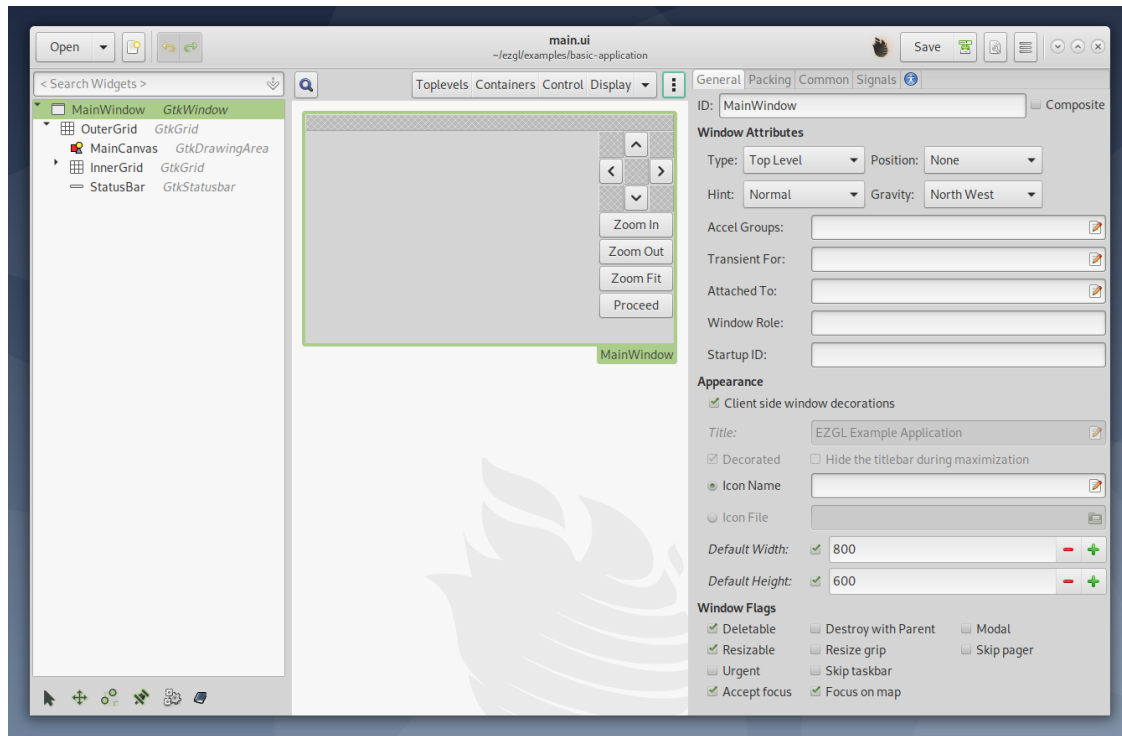 Open
main.ui
~/ezgl/examples/basic-application
Save
< Search Widgets >
MainWindow GtkWindow
OuterGrid GtkGrid
MainCanvas GtkDrawingArea
InnerGrid GtkGrid
StatusBar GtkStatusbar
Toplevels Containers Control Display
Zoom In
Zoom Out
Zoom Fit
Proceed
MainWindow
General Packing Common Signals
ID: MainWindow Composite
Window Attributes
Type: Top Level Position: None
Hint: Normal Gravity: North West
Accel Groups:
Transient For:
Attached To:
Window Role:
Startup ID:
Appearance
Client side window decorations
Title: EZGL Example Application
Decorated Hide the titlebar during maximization
Icon Name
Icon File
Default Width: 800
Default Height: 600
Window Flags
Deletable Destroy with Parent Modal
Resizable Resize grip Skip pager
Urgent Skip taskbar
Accept focus Focus on map